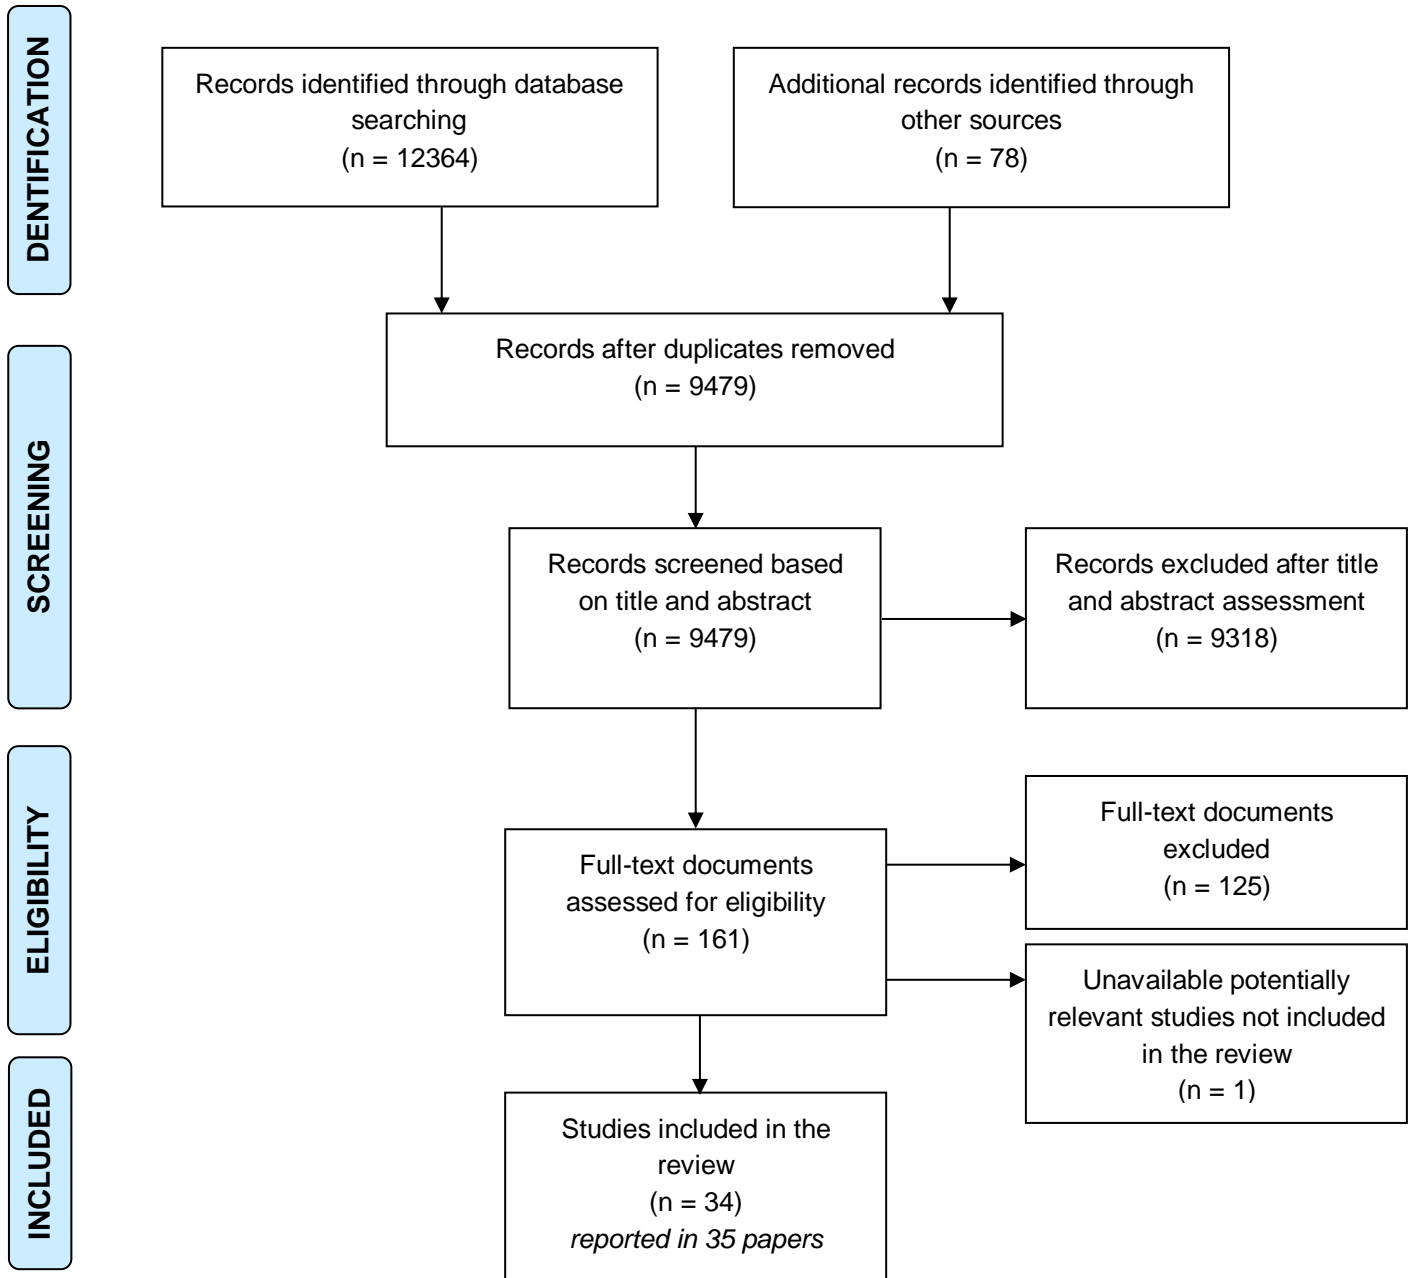 DENTIFICATION
Records identified through database
searching
(n = 12364)
Additional records identified through
other sources
(n = 78)
Records after duplicates removed
(n = 9479)
SCREENING
Records screened based
on title and abstract
(n = 9479)
Records excluded after title
and abstract assessment
(n = 9318)
ELIGIBILITY
Full-text documents
assessed for eligibility
(n = 161)
Full-text documents
excluded
(n = 125)
Unavailable potentially
relevant studies not included
in the review
(n = 1)
INCLUDED
Studies included in the
review
(n = 34)
reported in 35 papers